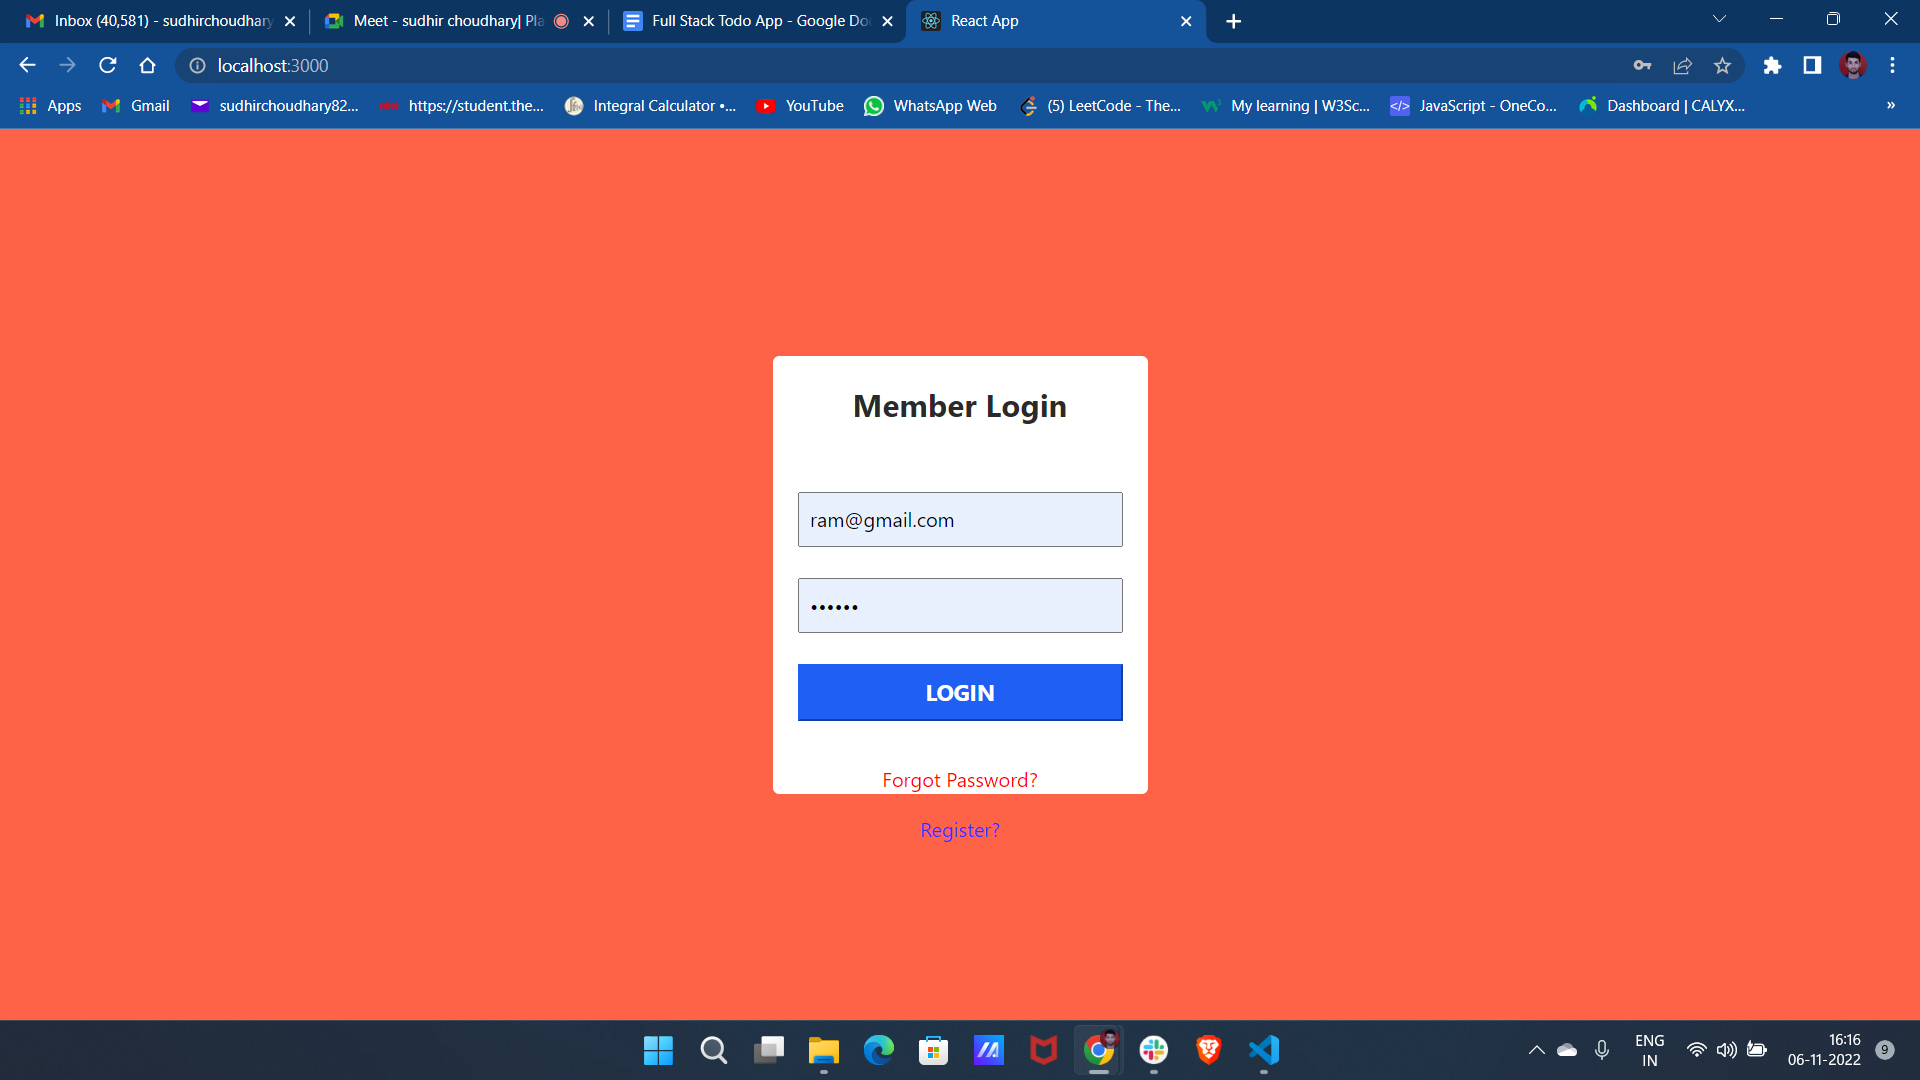 Inbox (40,581) - sudhirchoudhary
Meet - sudhir choudhary| Pla
Full Stack Todo App - Google Do
React App
localhost:3000
Apps
Gmail
sudhirchoudhary82...
https://student.the...
Integral Calculator •...
YouTube
WhatsApp Web
(5) LeetCode - The...
My learning | W3Sc...
JavaScript - OneCo...
Dashboard | CALYX...
»
Member Login
ram@gmail.com
••••••
LOGIN
Forgot Password?
Register?
ENG
IN
16:16
06-11-2022
9